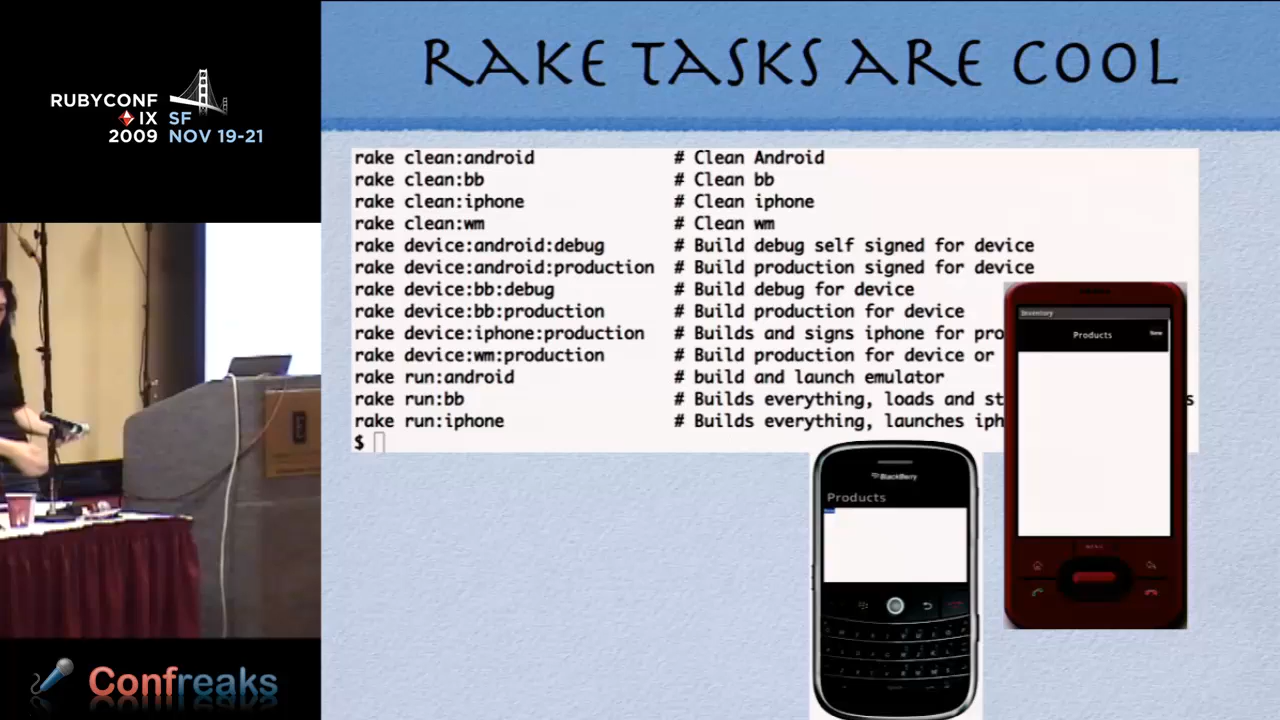 RUBYCONF
IX SF
2009 NOV 19-21
RAKE TASKS ARE COOL
rake clean:android # Clean Android
rake clean:bb # Clean bb
rake clean:iphone # Clean iphone
rake clean:wm # Clean wm
rake device:android:debug # Build debug self signed for device
rake device:android:production # Build production signed for device
rake device:bb:debug # Build debug for device
rake device:bb:production # Build production for device
rake device:iphone:production # Builds and signs iphone for pro
rake device:wm:production # Build production for device or
rake run:android # build and launch emulator
rake run:bb # Builds everything, loads and st s
rake run:iphone # Builds everything, launches iph
$
Inventory
Products New
BlackBerry
Products
MENU
Confreaks